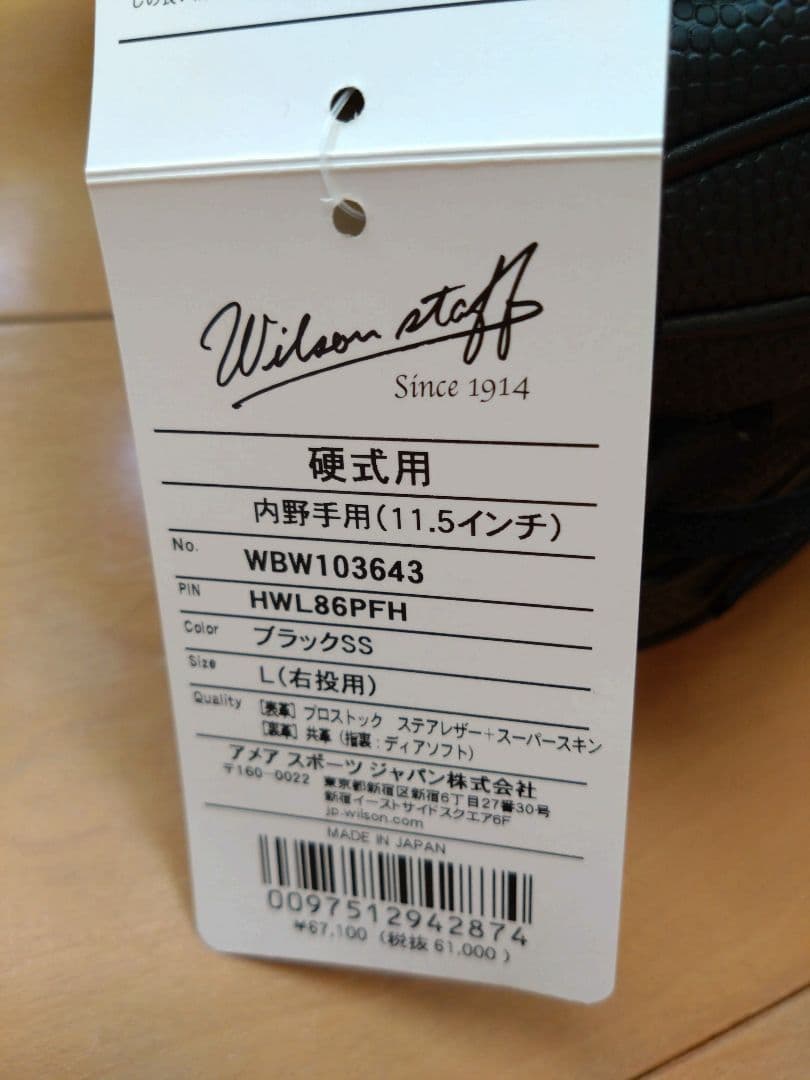 Wilson staff
Since 1914
硬式用
内野手用(11.5インチ)
No. WBW103643
PIN HWL86PFH
Color ブラックSS
Size L(右投用)
Quality [表革] プロストック ステアレザー+スーパースキン
[裏革] 共革 (指裏:ディアソフト)
アメア スポーツ ジャパン株式会社
〒160-0022 東京都新宿区新宿6丁目27番30号
新宿イーストサイドスクエア6F
jp.wilson.com
MADE IN JAPAN
0097512942874
¥67,100 (税抜 61,000)